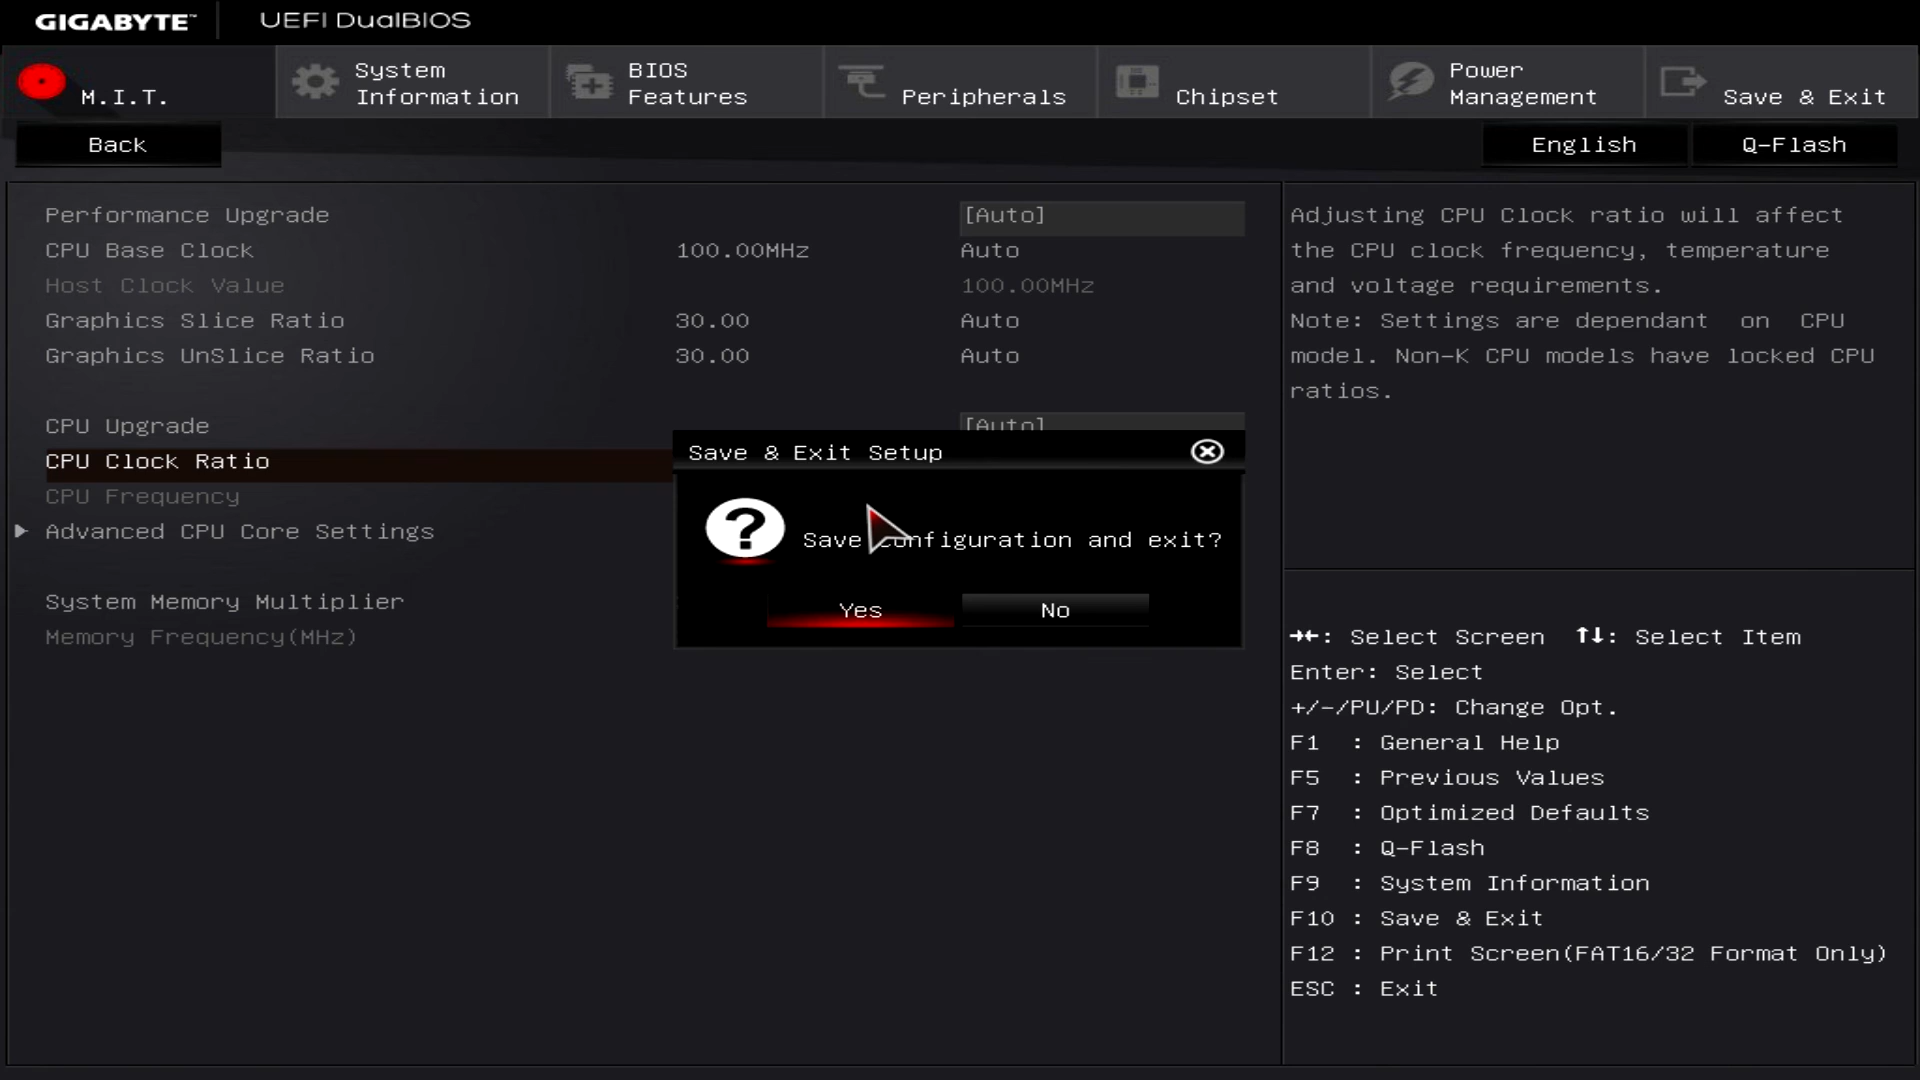 GIGABYTE™ UEFI DualBIOS
M.I.T.
System
Information
BIOS
Features
Peripherals
Chipset
Power
Management
Save & Exit
Back
English
Q-Flash
Performance Upgrade [Auto]
CPU Base Clock 100.00MHz Auto
Host Clock Value 100.00MHz
Graphics Slice Ratio 30.00 Auto
Graphics UnSlice Ratio 30.00 Auto
CPU Upgrade [Auto]
CPU Clock Ratio
CPU Frequency
Advanced CPU Core Settings
System Memory Multiplier
Memory Frequency(MHz)
Save & Exit Setup
Save configuration and exit?
Yes
No
Adjusting CPU Clock ratio will affect
the CPU clock frequency, temperature
and voltage requirements.
Note: Settings are dependant on CPU
model. Non-K CPU models have locked CPU
ratios.
→←: Select Screen ↑↓: Select Item
Enter: Select
+/-/PU/PD: Change Opt.
F1 : General Help
F5 : Previous Values
F7 : Optimized Defaults
F8 : Q-Flash
F9 : System Information
F10 : Save & Exit
F12 : Print Screen(FAT16/32 Format Only)
ESC : Exit